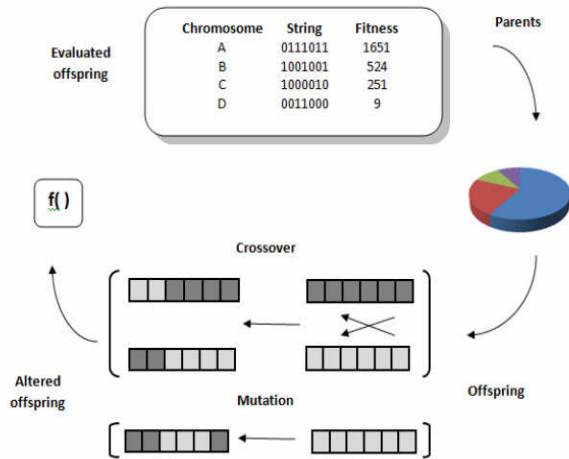 Chromosome String Fitness
A 0111011 1651
B 1001001 524
C 1000010 251
D 0011000 9
Evaluated
offspring
Parents
f( )
Crossover
Altered
offspring
Offspring
Mutation